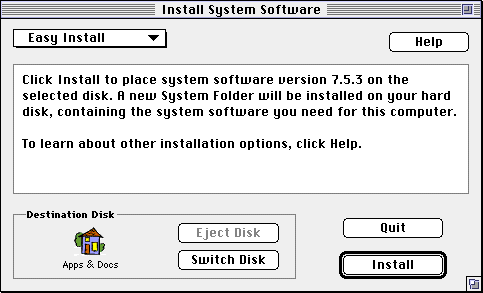 Install System Software
Easy Install
Help
Click Install to place system software version 7.5.3 on the
selected disk. A new System Folder will be installed on your hard
disk, containing the system software you need for this computer.
To learn about other installation options, click Help.
Destination Disk
Apps & Docs
Eject Disk
Switch Disk
Quit
Install